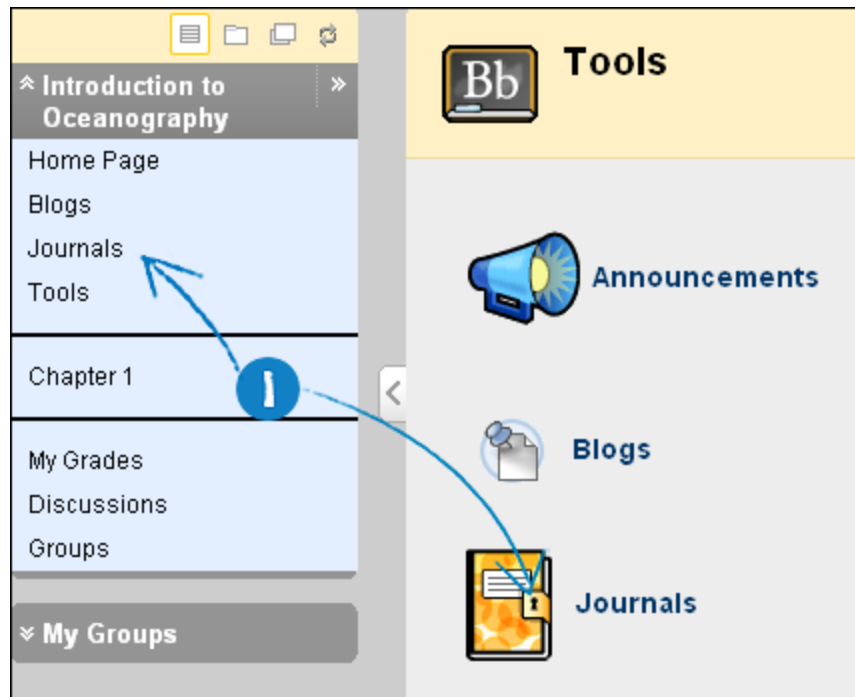 Introduction to
Oceanography
Home Page
Blogs
Journals
Tools
Chapter 1
1
My Grades
Discussions
Groups
My Groups
Bb
Tools
Announcements
Blogs
Journals